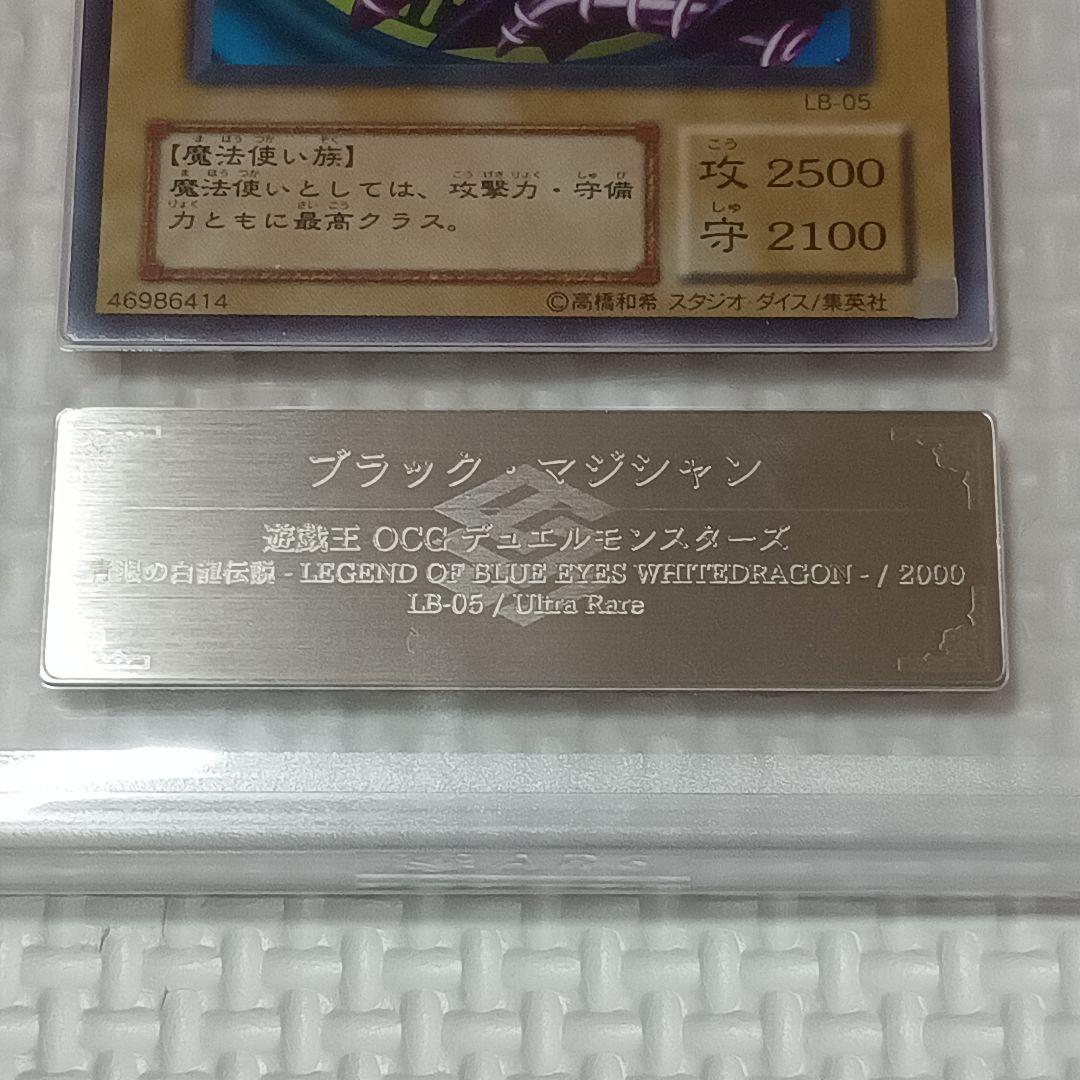 LB-05
【魔法使い族】
魔法使いとしては、攻撃力・守備
力ともに最高クラス。
攻 2500
守 2100
46986414
©高橋和希 スタジオ・ダイス/集英社
ブラック・マジシャン
遊戯王 OCG デュエルモンスターズ
青眼の白龍伝説 - LEGEND OF BLUE EYES WHITEDRAGON - / 2000
LB-05 / Ultra Rare